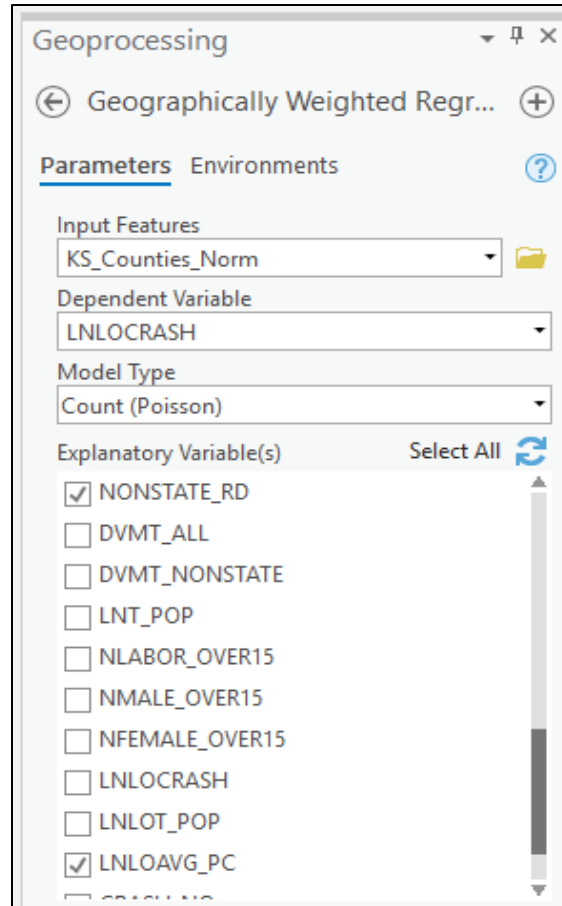 Geoprocessing
Geographically Weighted Regr...
Parameters Environments
Input Features
KS_Counties_Norm
Dependent Variable
LNLOCRASH
Model Type
Count (Poisson)
Explanatory Variable(s) Select All
NONSTATE_RD
DVMT_ALL
DVMT_NONSTATE
LNT_POP
NLABOR_OVER15
NMALE_OVER15
NFEMALE_OVER15
LNLOCRASH
LNLOT_POP
LNLOAVG_PC